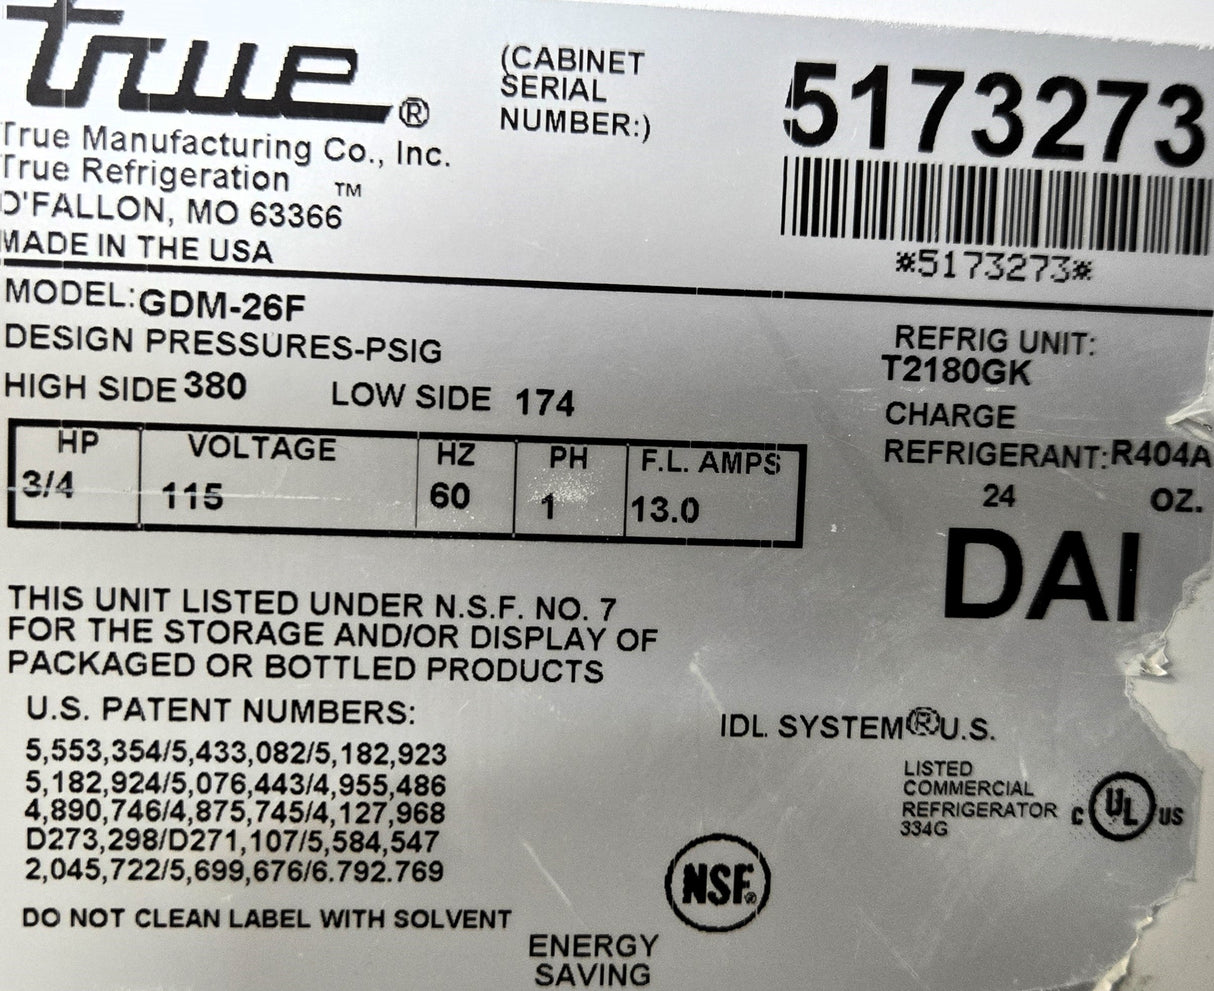 true®
True Manufacturing Co., Inc.
True Refrigeration ™
O'FALLON, MO 63366
MADE IN THE USA
(CABINET
SERIAL
NUMBER:)
5173273
*5173273*
MODEL:GDM-26F
DESIGN PRESSURES-PSIG
HIGH SIDE 380 LOW SIDE 174
REFRIG UNIT:
T2180GK
CHARGE
REFRIGERANT:R404A
24 OZ.
DAI
HP VOLTAGE HZ PH F.L. AMPS
3/4 115 60 1 13.0
THIS UNIT LISTED UNDER N.S.F. NO. 7
FOR THE STORAGE AND/OR DISPLAY OF
PACKAGED OR BOTTLED PRODUCTS
U.S. PATENT NUMBERS:
5,553,354/5,433,082/5,182,923
5,182,924/5,076,443/4,955,486
4,890,746/4,875,745/4,127,968
D273,298/D271,107/5,584,547
2,045,722/5,699,676/6.792.769
DO NOT CLEAN LABEL WITH SOLVENT
IDL. SYSTEM®U.S.
LISTED
COMMERCIAL
REFRIGERATOR
334G
C UL US
NSF®
ENERGY
SAVING